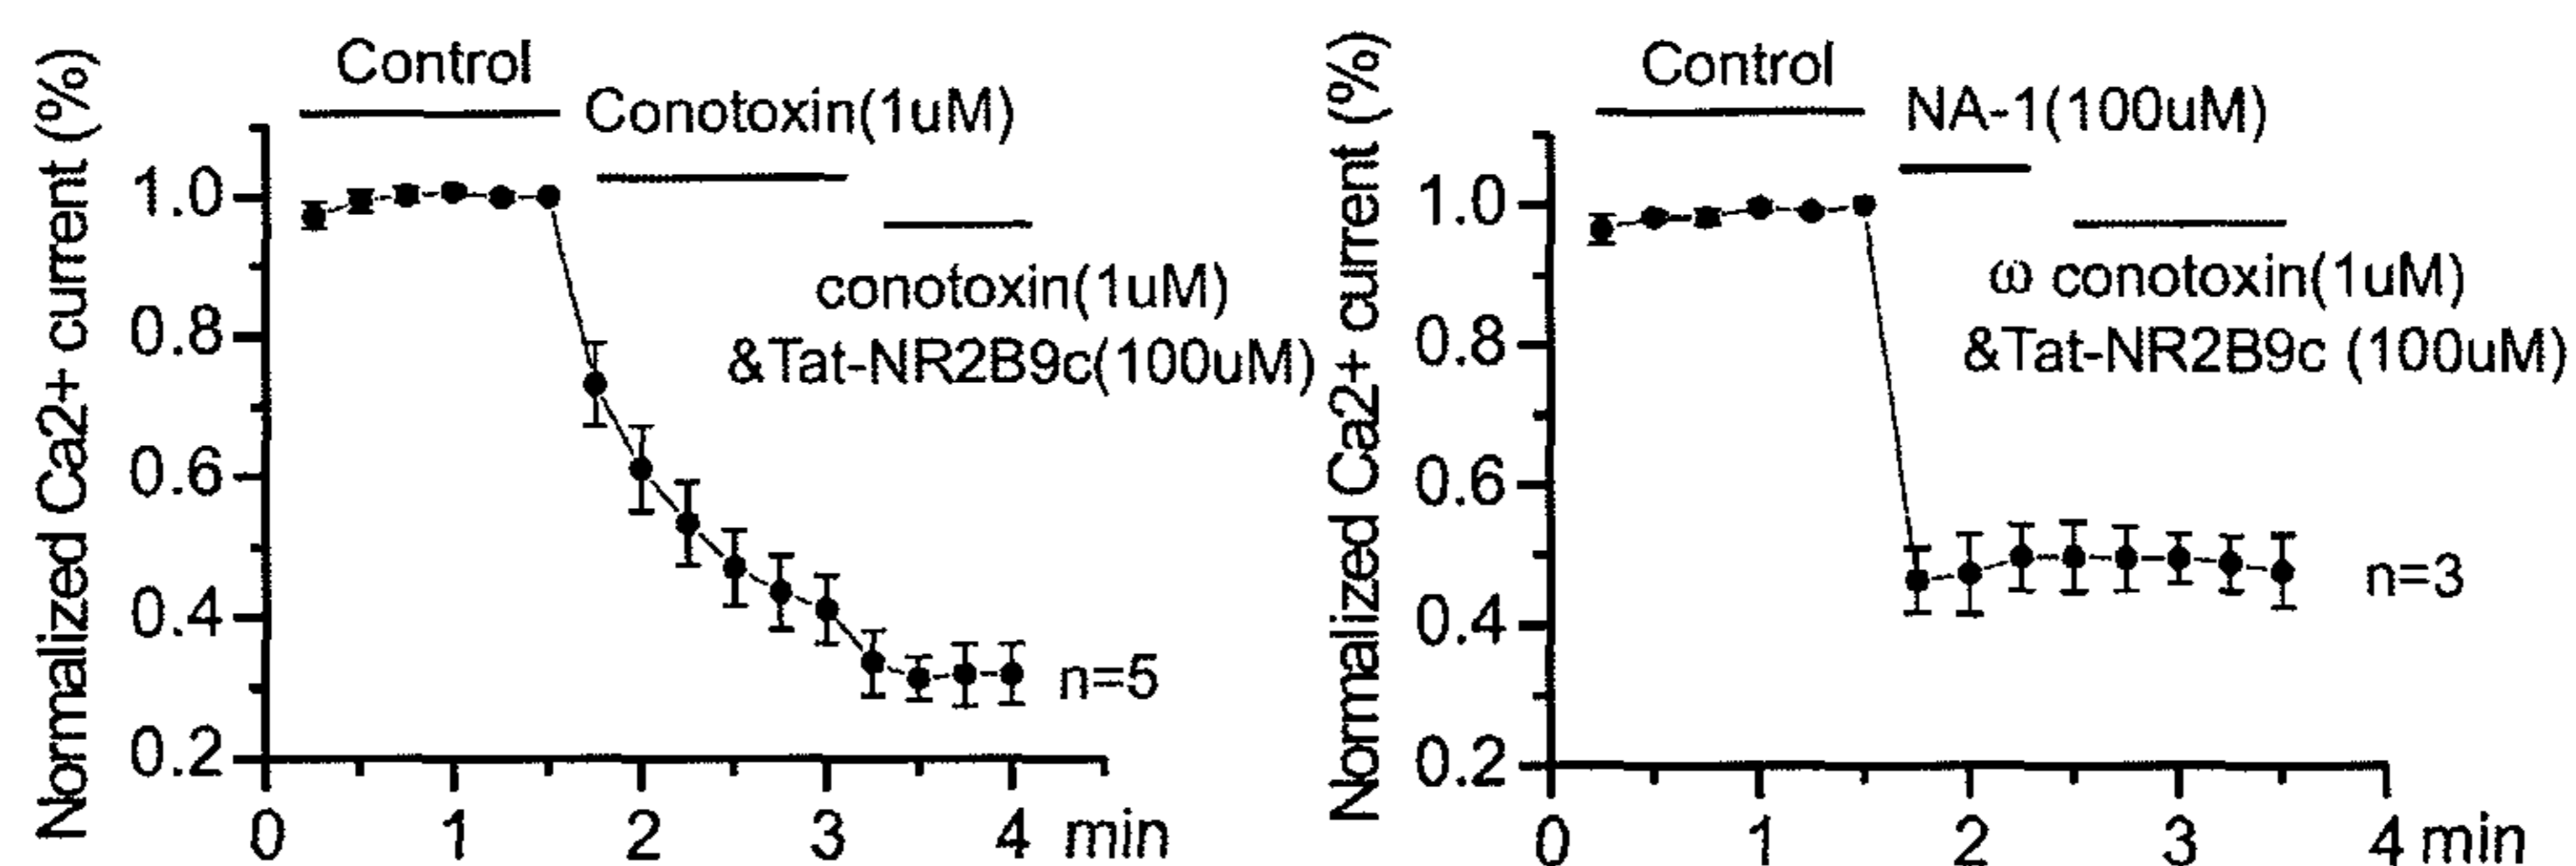 Normalized Ca2+ current (%)
Control
Conotoxin(1uM)
conotoxin(1uM)
&Tat-NR2B9c(100uM)
1.0
0.8
0.6
0.4
0.2
n=5
0 1 2 3 4 min
Normalized Ca2+ current (%)
Control
NA-1(100uM)
ω conotoxin(1uM)
&Tat-NR2B9c (100uM)
1.0
0.8
0.6
0.4
0.2
n=3
0 1 2 3 4 min